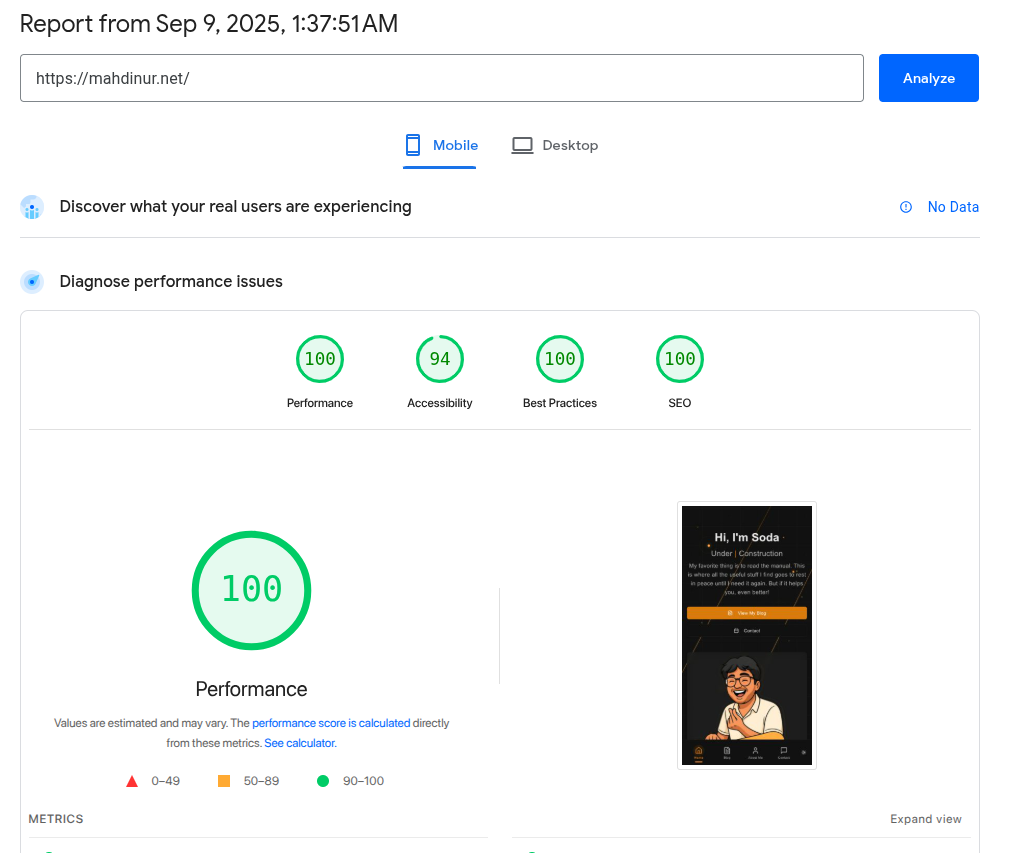 Report from Sep 9, 2025, 1:37:51 AM
https://mahdinur.net/
Analyze
Mobile
Desktop
Discover what your real users are experiencing
No Data
Diagnose performance issues
100
94
100
100
Performance
Accessibility
Best Practices
SEO
100
Performance
Values are estimated and may vary. The performance score is calculated directly
from these metrics. See calculator.
0–49
50–89
90–100
Hi, I'm Soda
Under | Construction
My favorite thing is to read the manual. This
is where all the useful stuff I find goes to rest
in peace until I need it again. But if it helps
you, even better!
View My Blog
Contact
Home
Blog
About Me
Contact
METRICS
Expand view